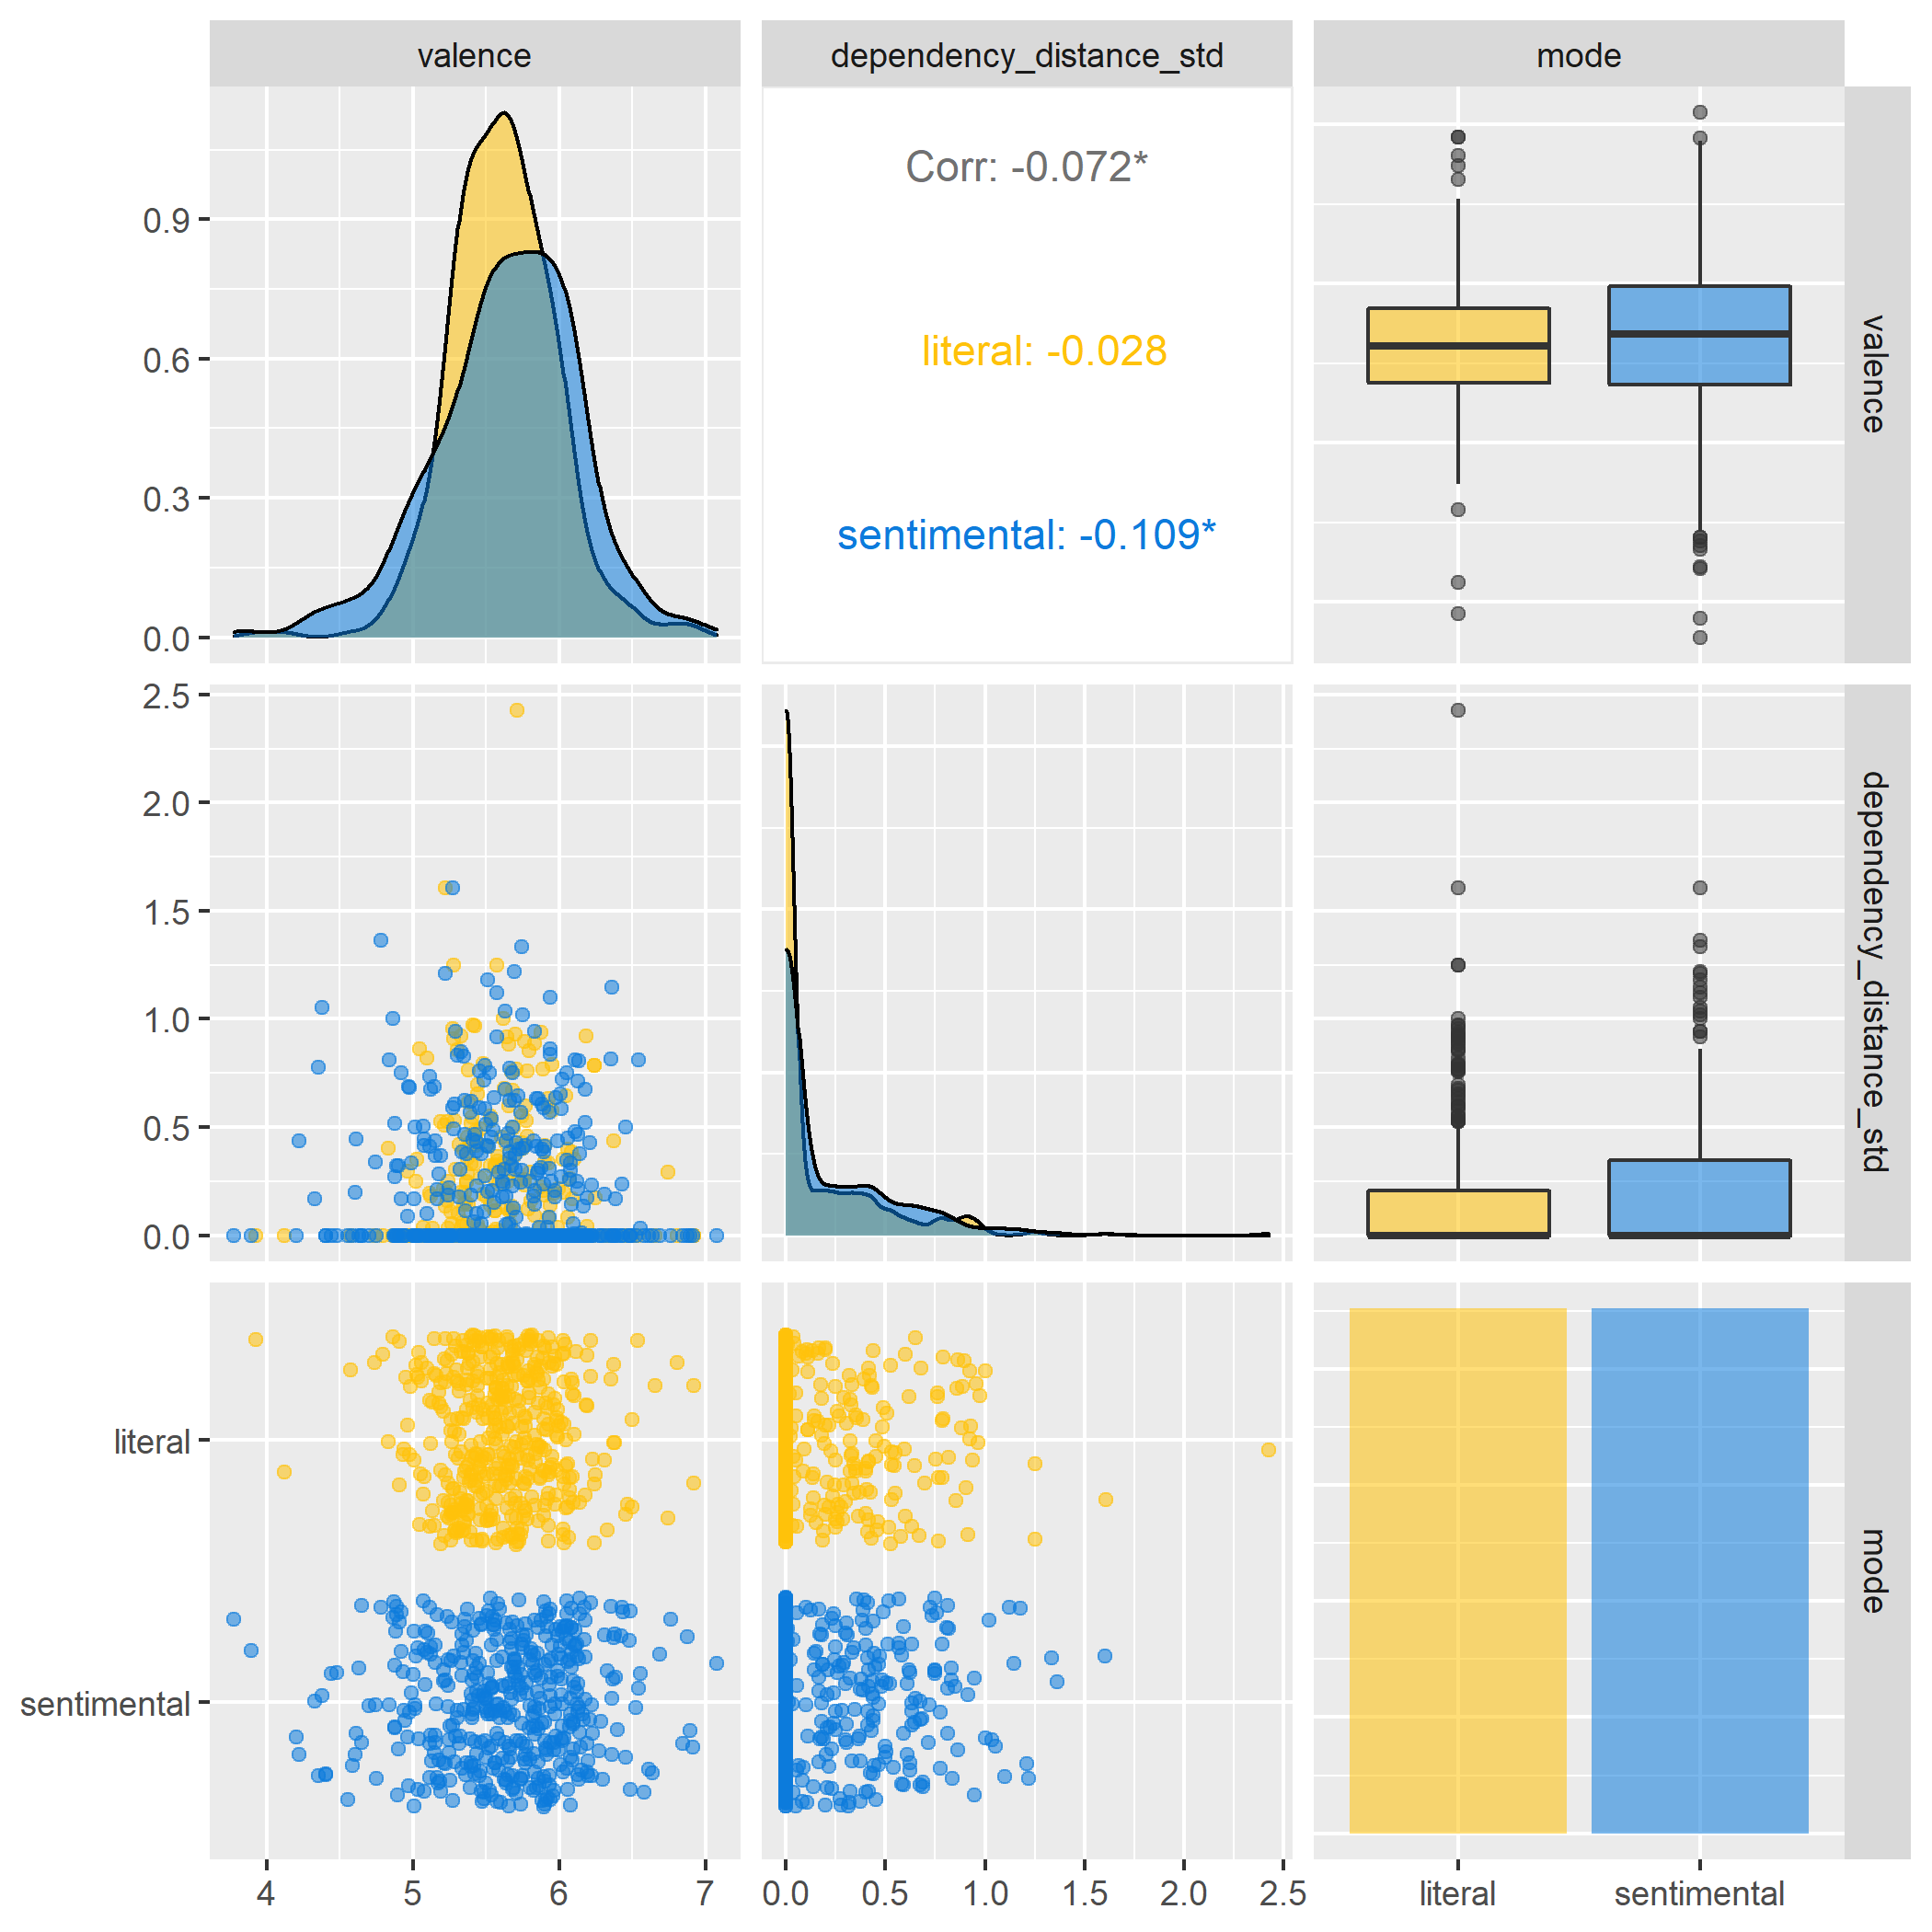 valence
dependency_distance_std
mode
Corr: -0.072*
literal: -0.028
sentimental: -0.109*
0.9
0.6
0.3
0.0
valence
2.5
2.0
1.5
1.0
0.5
0.0
dependency_distance_std
literal
sentimental
mode
4 5 6 7
0.0 0.5 1.0 1.5 2.0 2.5
literal sentimental